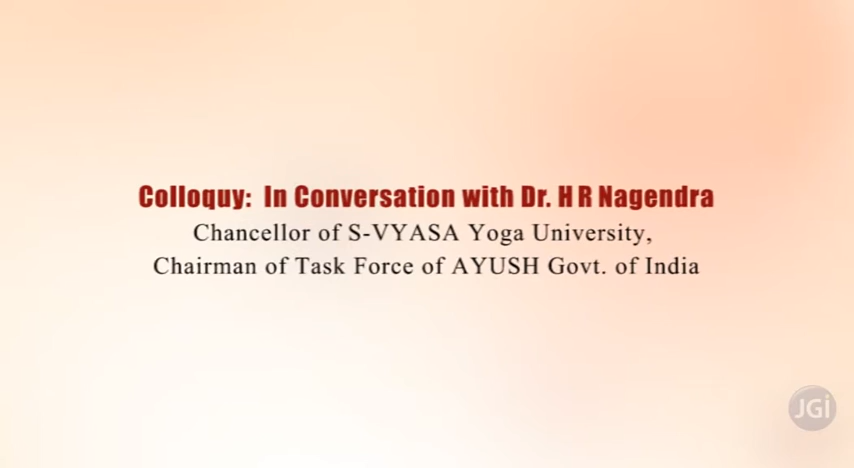 Colloquy: In Conversation with Dr. H R Nagendra
Chancellor of S-VYASA Yoga University,
Chairman of Task Force of AYUSH Govt. of India
JGi